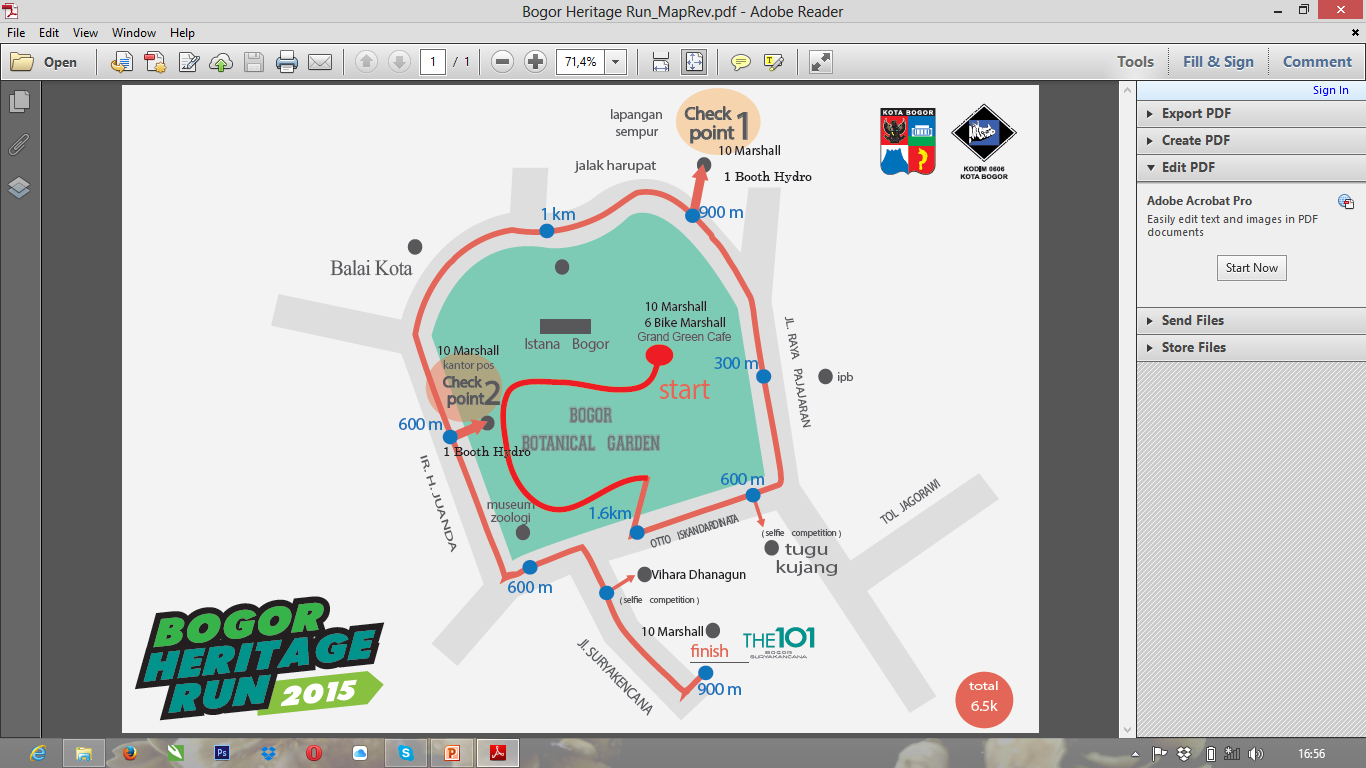 Bogor Heritage Run_MapRev.pdf - Adobe Reader
File Edit View Window Help
Open
1 / 1
71,4%
Tools
Fill & Sign
Comment
Sign In
Export PDF
Create PDF
Edit PDF
Adobe Acrobat Pro
Easily edit text and images in PDF
documents
Start Now
Send Files
Store Files
lapangan
sempur
Check
point 1
10 Marshall
1 Booth Hydro
jalak harupat
KOTA BOGOR
KODIM 0606
KOTA BOGOR
1 km
900 m
Balai Kota
10 Marshall
6 Bike Marshall
Grand Green Cafe
Istana Bogor
start
10 Marshall
kantor pos
Check
point 2
600 m
1 Booth Hydro
BOGOR
BOTANICAL GARDEN
300 m
JL. RAYA PAJAJARAN
ipb
IR. H. JUANDA
museum
zoologi
1.6km
600 m
OTTO ISKANDARDINATA
TOL JAGORAWI
(selfie competition)
tugu
kujang
600 m
Vihara Dhanagun
(selfie competition)
10 Marshall
finish
THE 101
BOGOR
SURYAKANCANA
900 m
Jl. SURYAKENCANA
BOGOR
HERITAGE
RUN 2015
total
6.5k
Ps
16:56